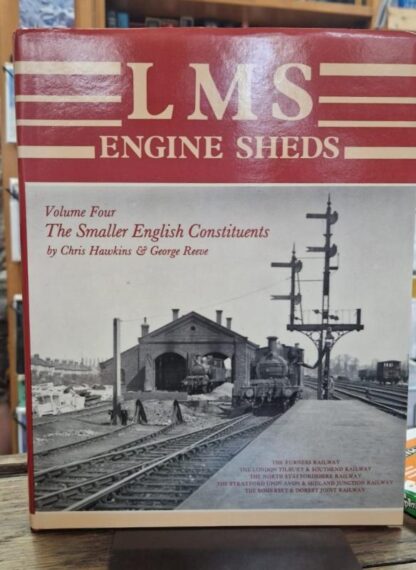 LMS
ENGINE SHEDS
Volume Four
The Smaller English Constituents
by Chris Hawkins & George Reeve
THE FURNESS RAILWAY
THE LONDON TILBURY & SOUTHEND RAILWAY
THE NORTH STAFFORDSHIRE RAILWAY
THE STRATFORD UPON AVON & MIDLAND JUNCTION RAILWAY
THE SOMERSET & DORSET JOINT RAILWAY